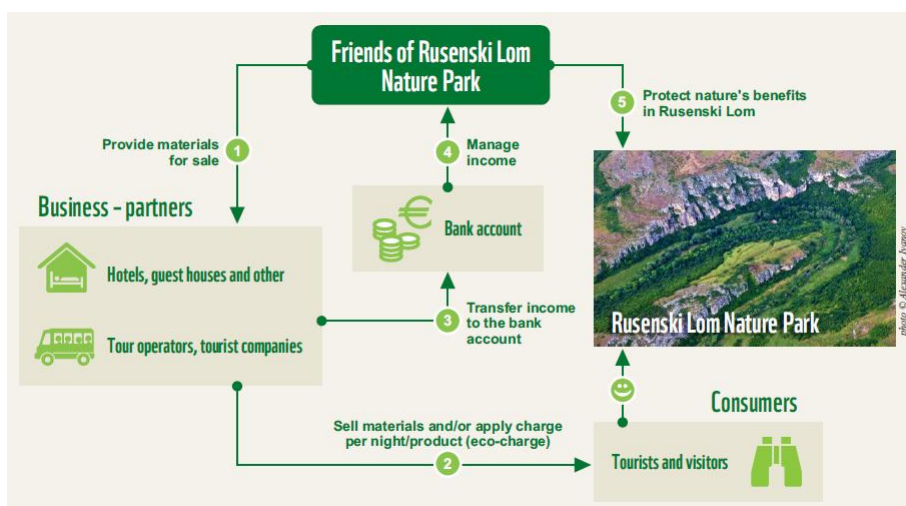 Friends of Rusenski Lom
Nature Park
5
Protect nature's benefits
in Rusenski Lom
Provide materials
for sale
1
4
Manage
income
Business – partners
€
Bank account
Hotels, guest houses and other
Tour operators, tourist companies
3
Transfer income
to the bank
account
Rusenski Lom Nature Park
photo © Alexander Ivanov
Sell materials and/or apply charge
per night/product (eco-charge)
2
Consumers
Tourists and visitors